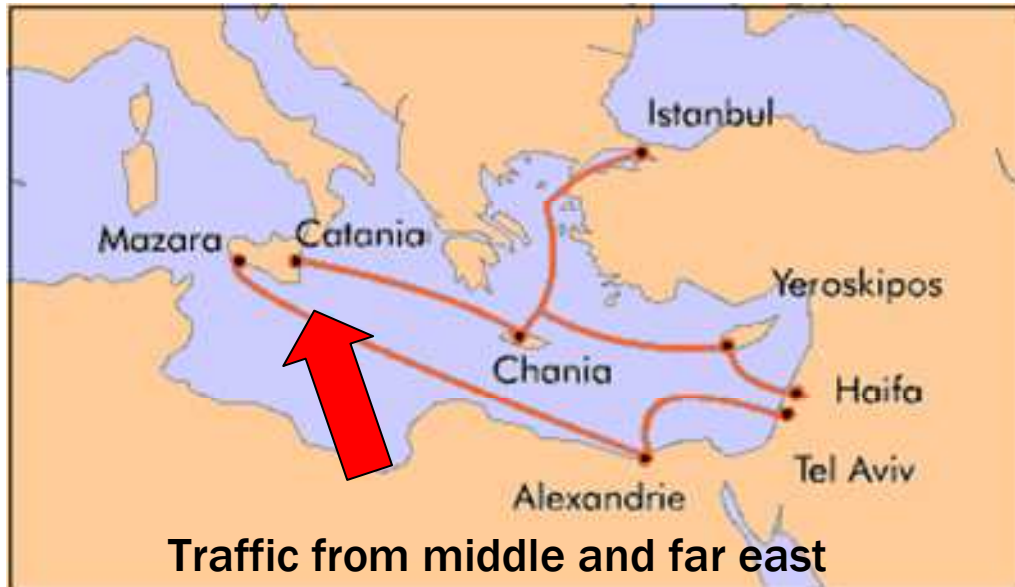 Istanbul
Mazara
Catania
Yeroskipos
Chania
Haifa
Tel Aviv
Alexandrie
Traffic from middle and far east